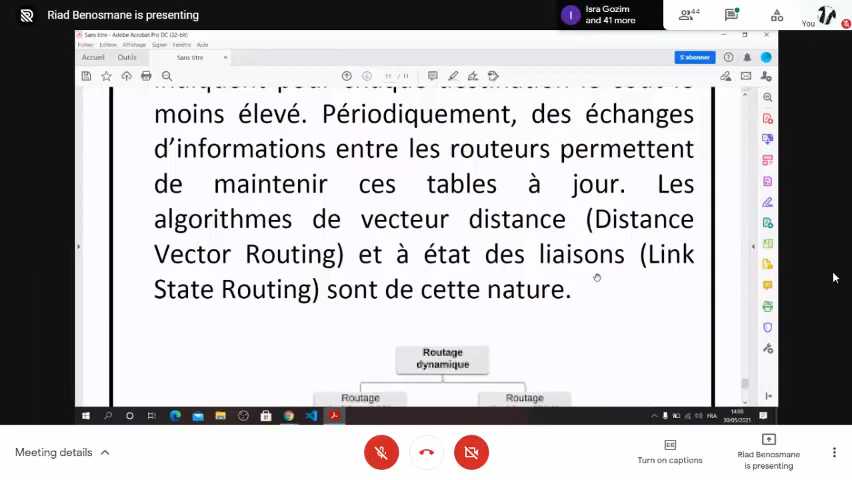 Riad Benosmane is presenting
Isra Gozim
and 41 more
44
You
Sans titre - Adobe Acrobat Pro DC (32-bit)
Fichier Edition Affichage Signer Fenêtre Aide
Accueil Outils Sans titre × S'abonner
11 / 11
moins élevé. Périodiquement, des échanges
d'informations entre les routeurs permettent
de maintenir ces tables à jour. Les
algorithmes de vecteur distance (Distance
Vector Routing) et à état des liaisons (Link
State Routing) sont de cette nature.
Routage
dynamique
Routage Routage
FRA
14:05
30/05/2021
Meeting details
Turn on captions
Riad Benosmane
is presenting